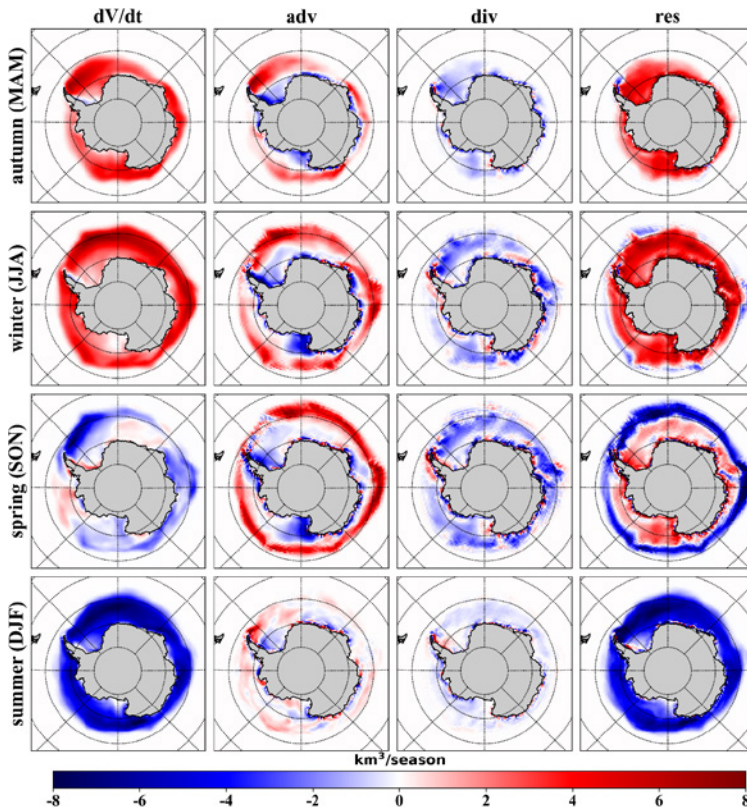 dV/dt adv div res
autumn (MAM)
winter (JJA)
spring (SON)
summer (DJF)
km³/season
-8 -6 -4 -2 0 2 4 6 8